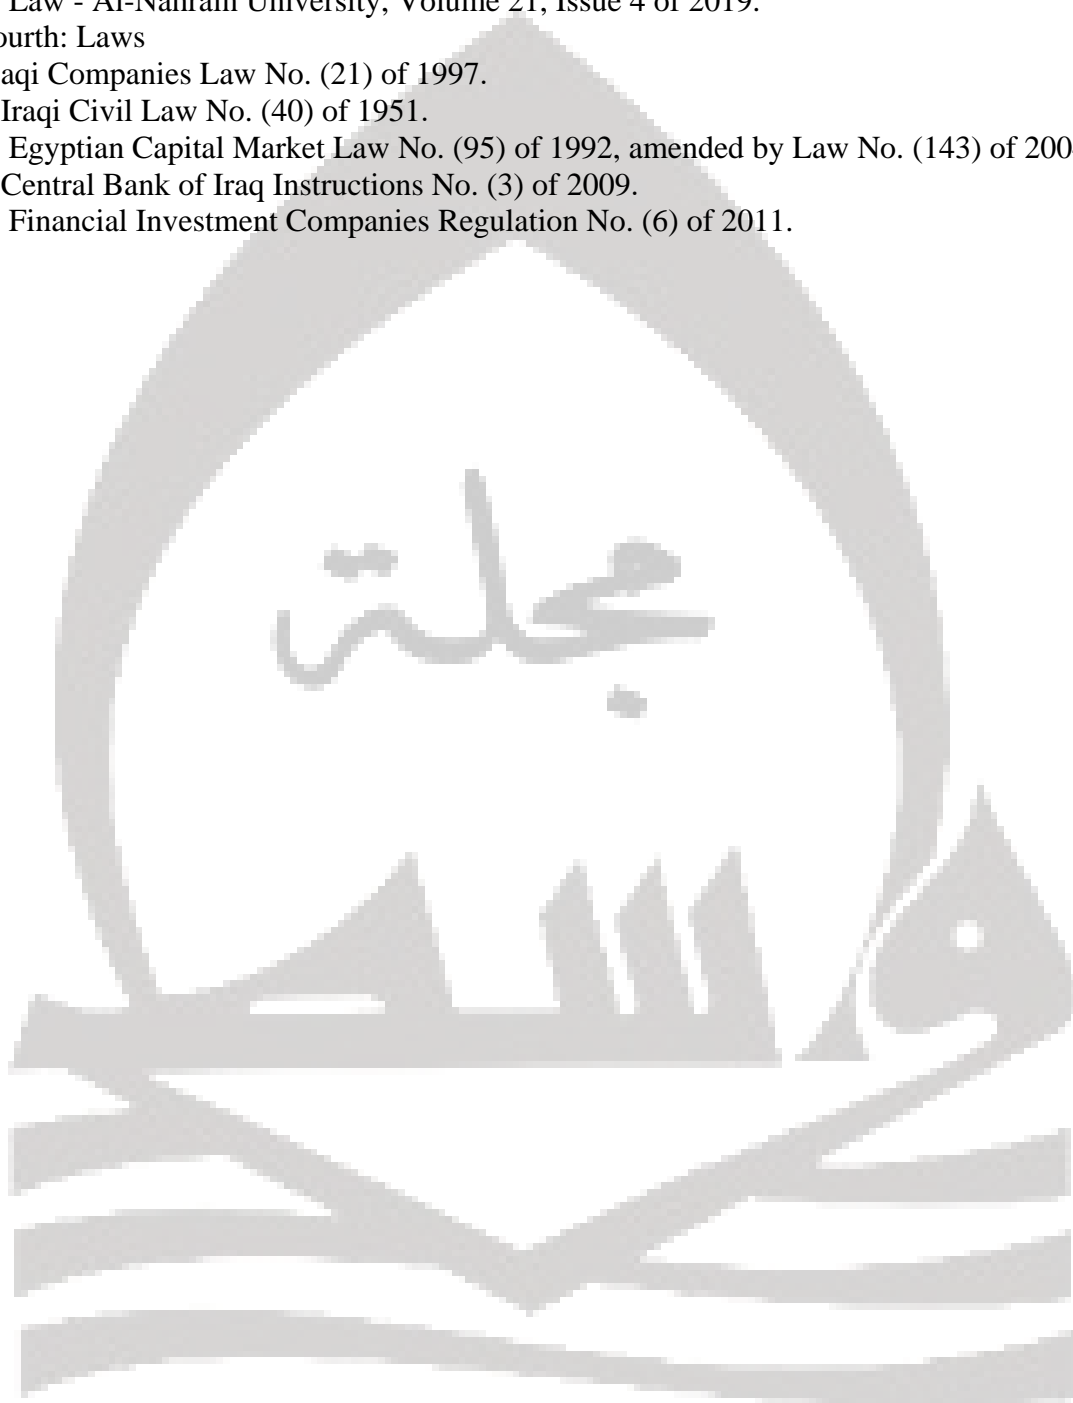 Law - Al-Nahrain University, Volume 21, Issue 4 of 2019.
ourth: Laws
aqi Companies Law No. (21) of 1997.
Iraqi Civil Law No. (40) of 1951.
Egyptian Capital Market Law No. (95) of 1992, amended by Law No. (143) of 200
Central Bank of Iraq Instructions No. (3) of 2009.
Financial Investment Companies Regulation No. (6) of 2011.
مجلة
واسط